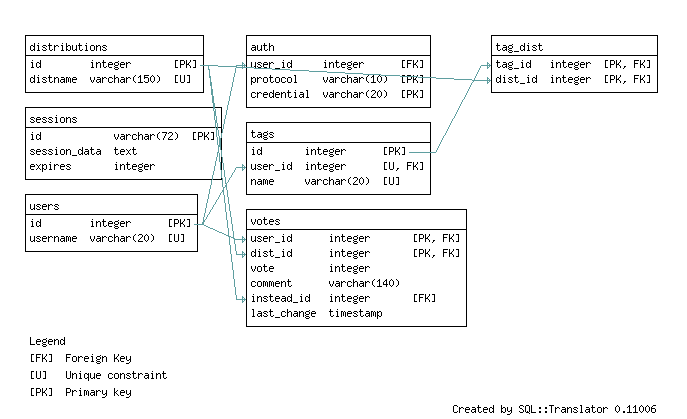 distributions
id integer [PK]
distname varchar(150) [U]
sessions
id varchar(72) [PK]
session_data text
expires integer
users
id integer [PK]
username varchar(20) [U]
auth
user_id integer [FK]
protocol varchar(10) [PK]
credential varchar(20) [PK]
tags
id integer [PK]
user_id integer [U, FK]
name varchar(20) [U]
votes
user_id integer [PK, FK]
dist_id integer [PK, FK]
vote integer
comment varchar(140)
instead_id integer [FK]
last_change timestamp
tag_dist
tag_id integer [PK, FK]
dist_id integer [PK, FK]
Legend
[FK] Foreign Key
[U] Unique constraint
[PK] Primary key
Created by SQL::Translator 0.11006